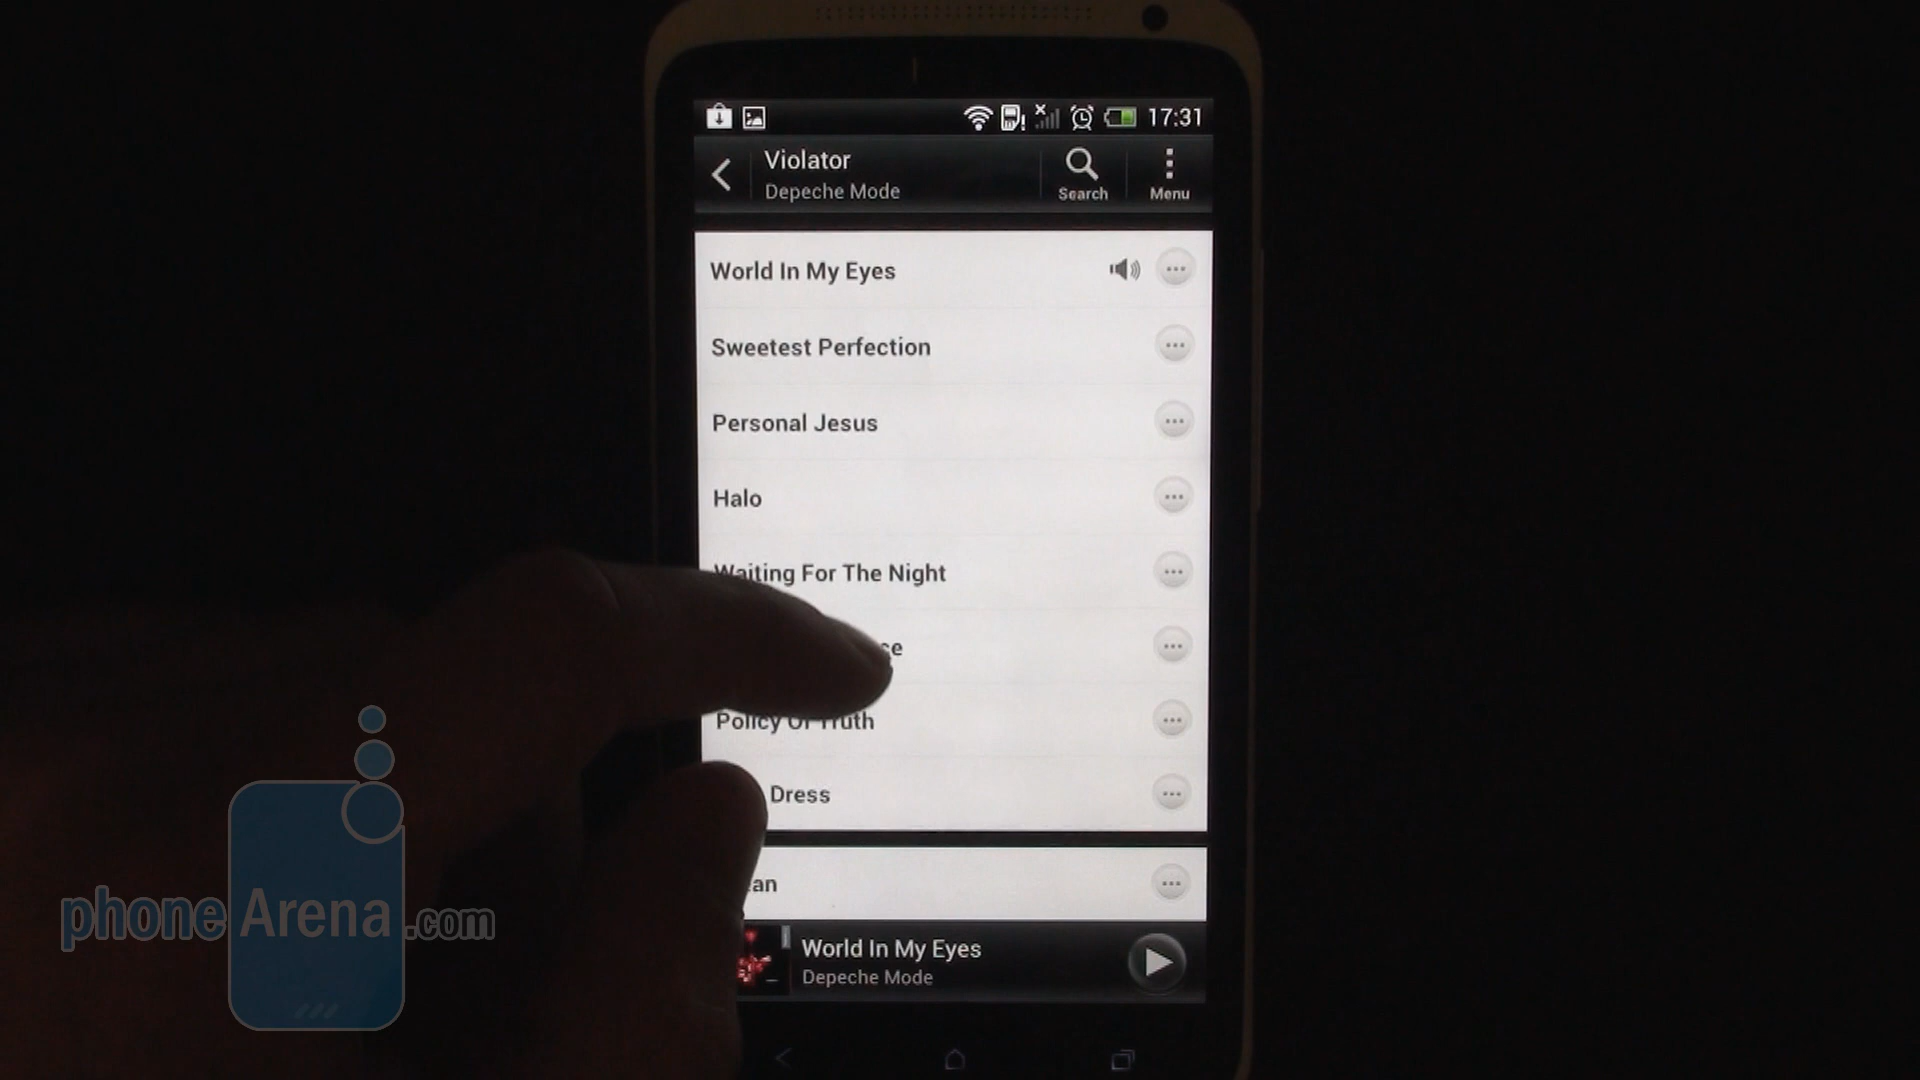 17:31
Violator
Depeche Mode
Search
Menu
World In My Eyes
Sweetest Perfection
Personal Jesus
Halo
Waiting For The Night
Policy Of Truth
Dress
World In My Eyes
Depeche Mode
phoneArena.com